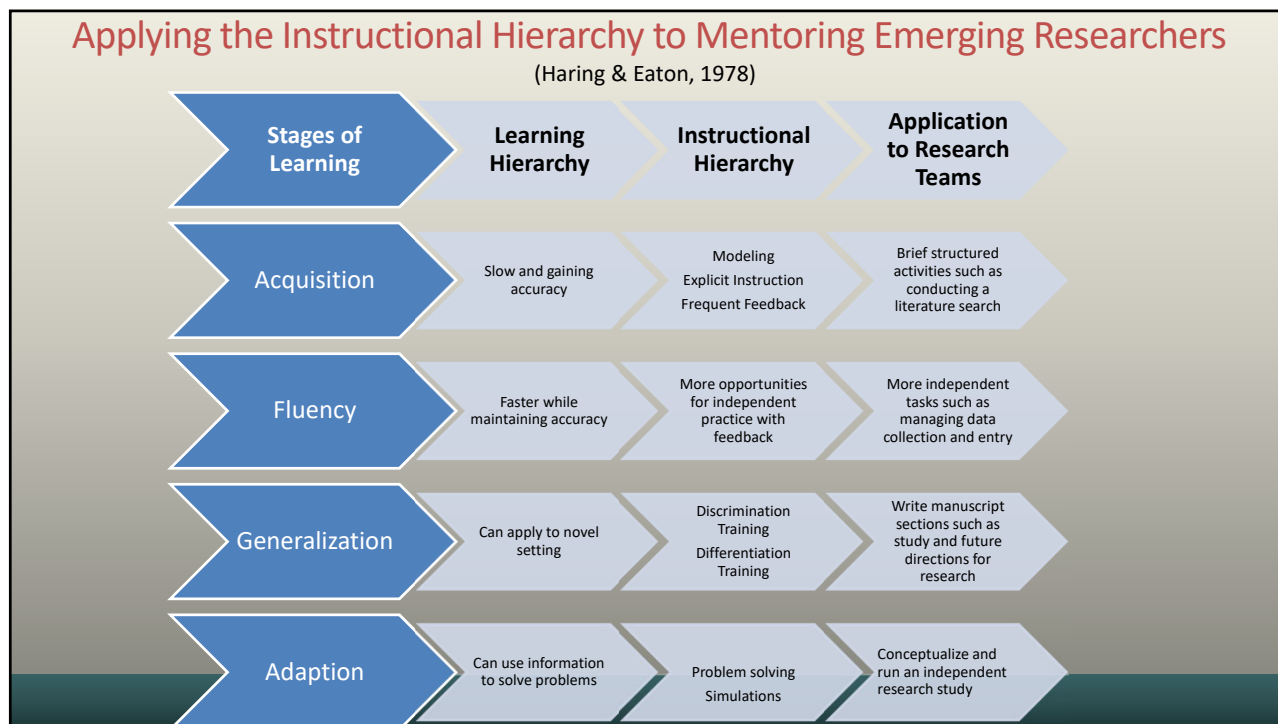 Applying the Instructional Hierarchy to Mentoring Emerging Researchers
(Haring & Eaton, 1978)
Stages of
Learning
Learning
Hierarchy
Instructional
Hierarchy
Application
to Research
Teams
Acquisition
Slow and gaining
accuracy
Modeling
Explicit Instruction
Frequent Feedback
Brief structured
activities such as
conducting a
literature search
Fluency
Faster while
maintaining accuracy
More opportunities
for independent
practice with
feedback
More independent
tasks such as
managing data
collection and entry
Generalization
Can apply to novel
setting
Discrimination
Training
Differentiation
Training
Write manuscript
sections such as
study and future
directions for
research
Adaption
Can use information
to solve problems
Problem solving
Simulations
Conceptualize and
run an independent
research study